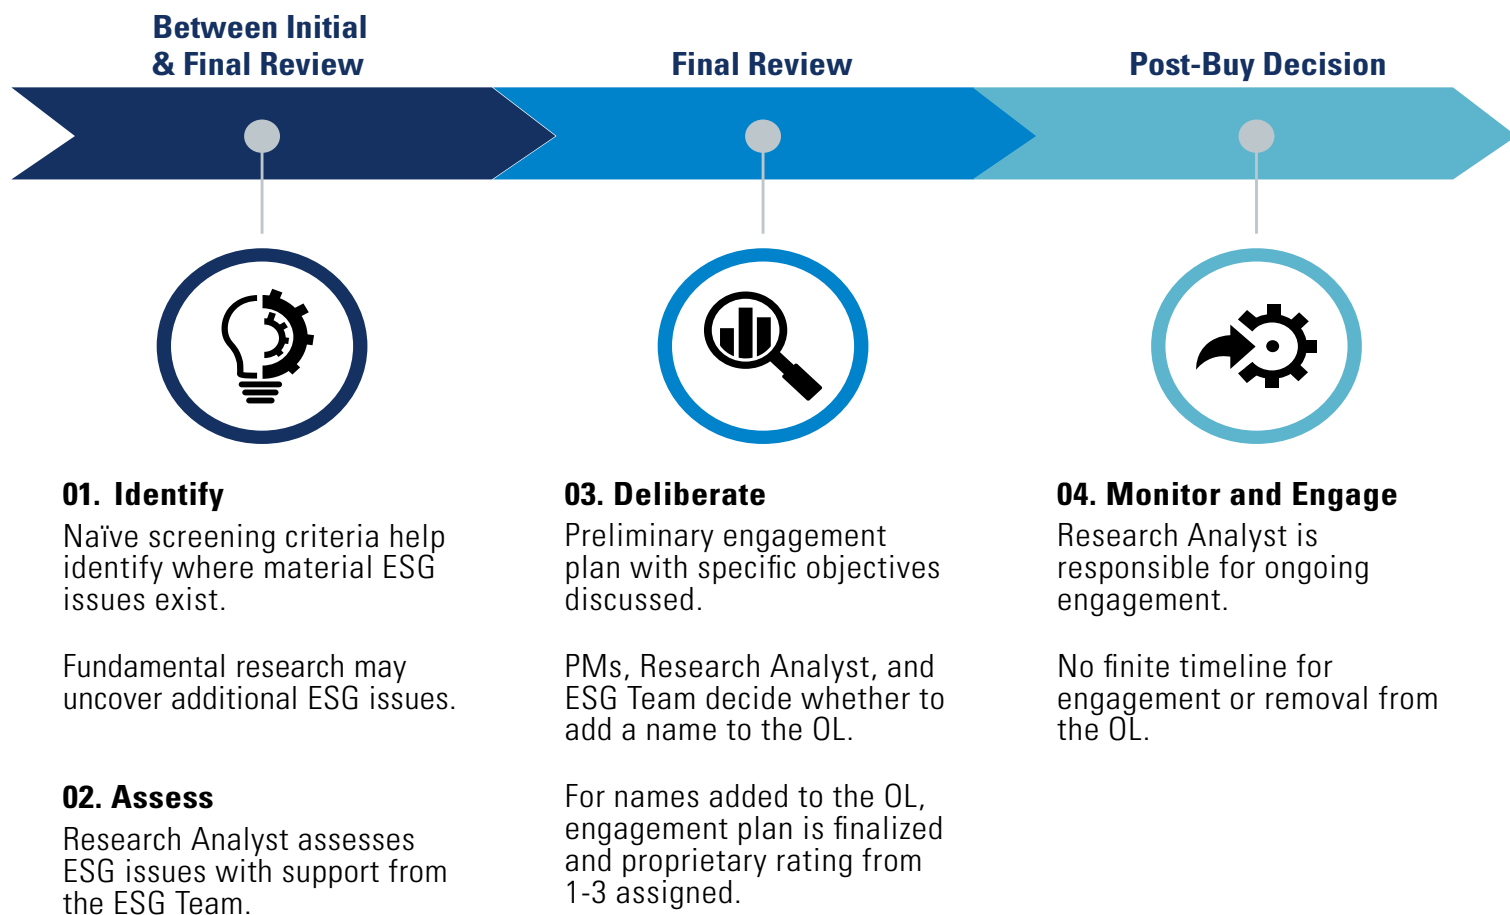 Between Initial
& Final Review
Final Review
Post-Buy Decision
01. Identify
Naïve screening criteria help
identify where material ESG
issues exist.
Fundamental research may
uncover additional ESG issues.
02. Assess
Research Analyst assesses
ESG issues with support from
the ESG Team.
03. Deliberate
Preliminary engagement
plan with specific objectives
discussed.
PMs, Research Analyst, and
ESG Team decide whether to
add a name to the OL.
For names added to the OL,
engagement plan is finalized
and proprietary rating from
1-3 assigned.
04. Monitor and Engage
Research Analyst is
responsible for ongoing
engagement.
No finite timeline for
engagement or removal from
the OL.